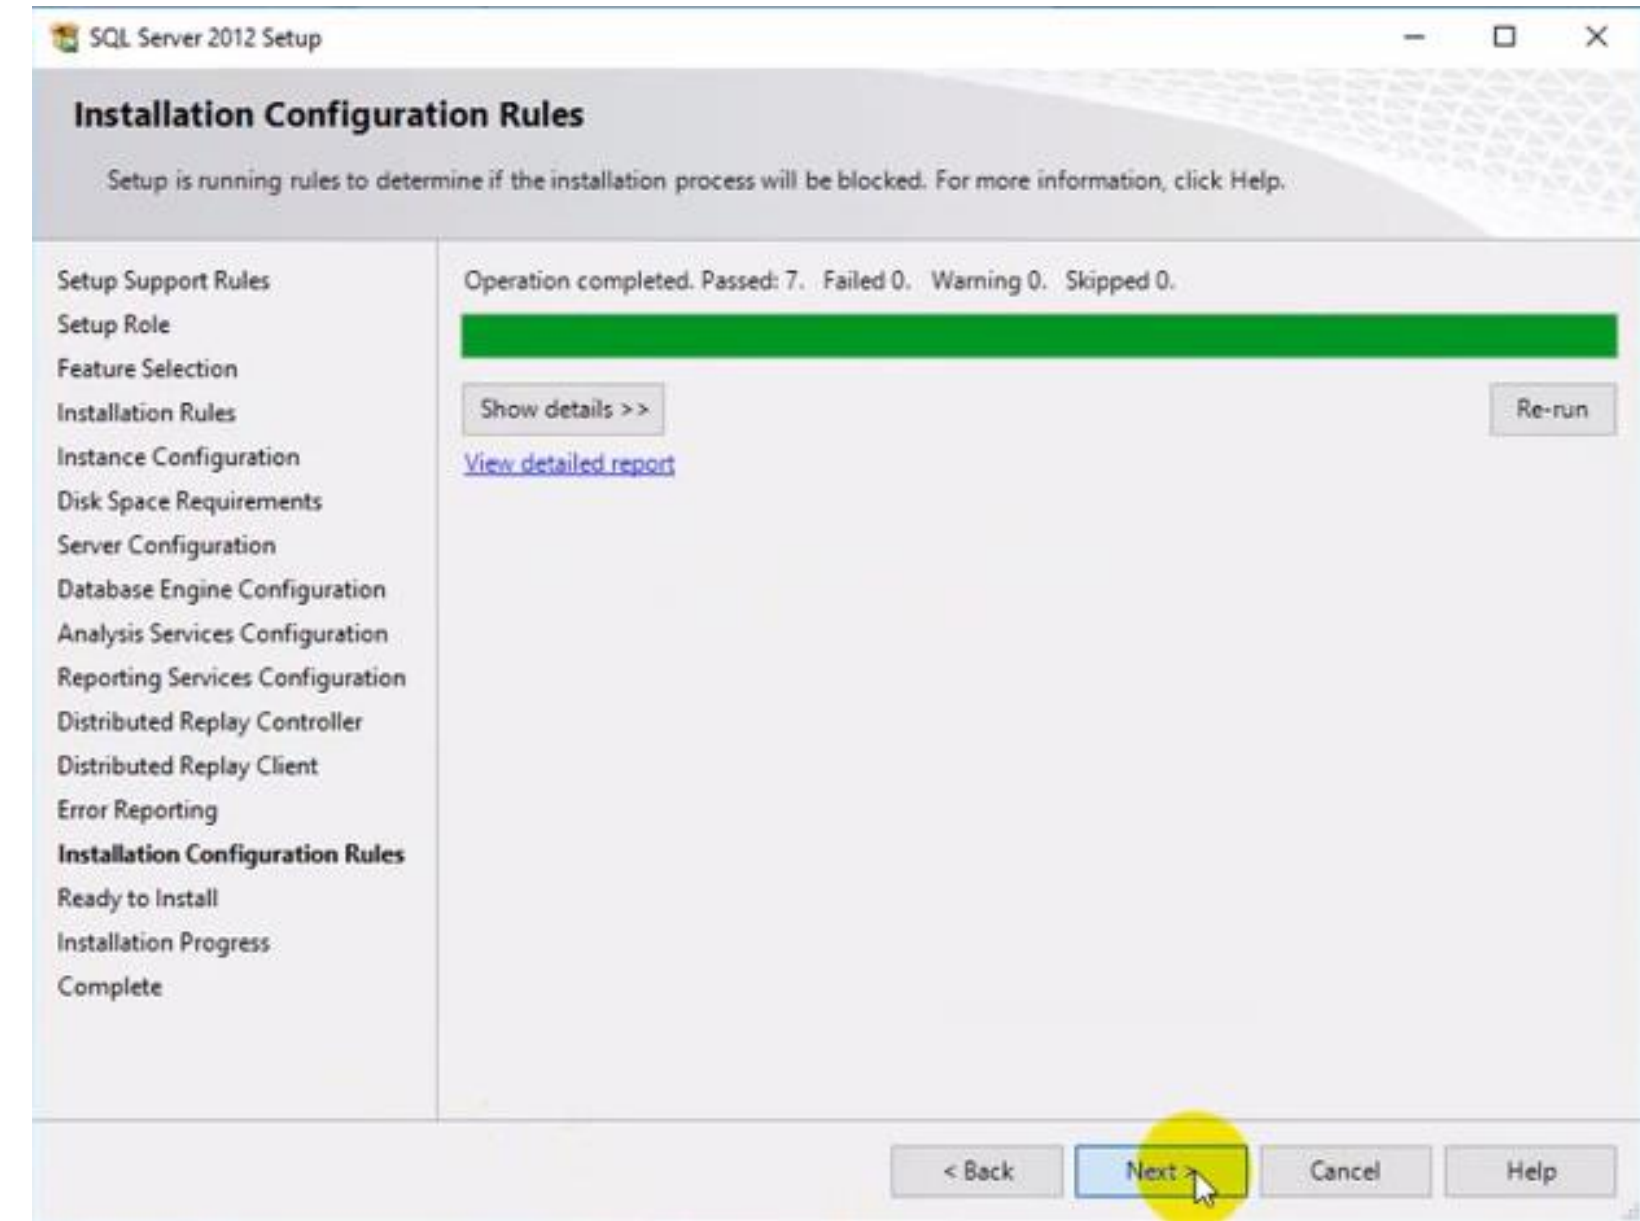 SQL Server 2012 Setup
Installation Configuration Rules
Setup is running rules to determine if the installation process will be blocked. For more information, click Help.
Setup Support Rules
Setup Role
Feature Selection
Installation Rules
Instance Configuration
Disk Space Requirements
Server Configuration
Database Engine Configuration
Analysis Services Configuration
Reporting Services Configuration
Distributed Replay Controller
Distributed Replay Client
Error Reporting
Installation Configuration Rules
Ready to Install
Installation Progress
Complete
Operation completed. Passed: 7. Failed 0. Warning 0. Skipped 0.
Show details >>
Re-run
View detailed report
< Back
Next >
Cancel
Help